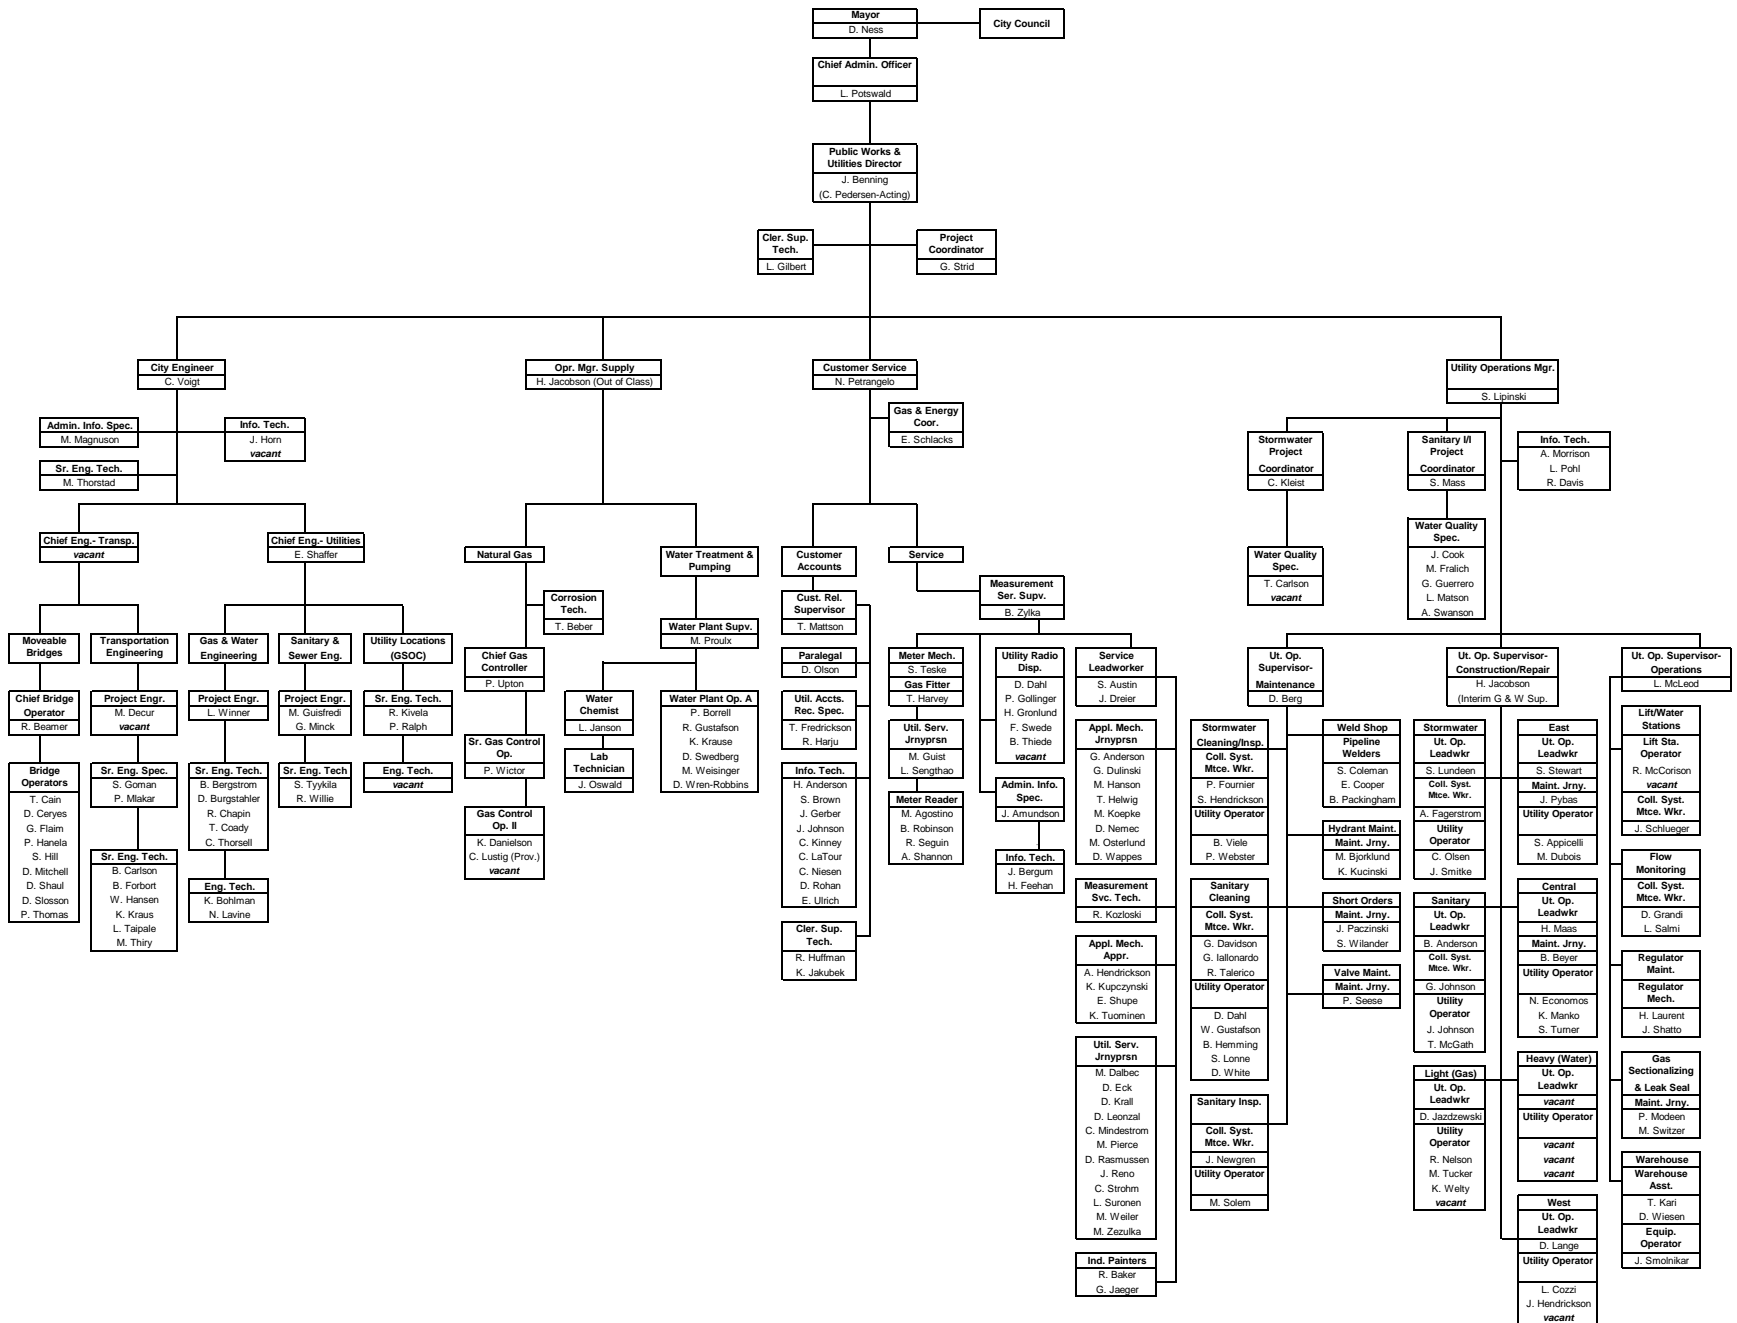 Mayor
D. Ness
City Council
Chief Admin. Officer
L. Potswald
Public Works &
Utilities Director
J. Benning
(C. Pedersen-Acting)
Cler. Sup.
Tech.
L. Gilbert
Project
Coordinator
G. Strid
City Engineer
C. Voigt
Admin. Info. Spec.
M. Magnuson
Info. Tech.
J. Horn
vacant
Sr. Eng. Tech.
M. Thorstad
Chief Eng.- Transp.
vacant
Moveable
Bridges
Chief Bridge
Operator
R. Beamer
Bridge
Operators
T. Cain
D. Ceryes
G. Flaim
P. Hanela
S. Hill
D. Mitchell
D. Shaul
D. Slosson
P. Thomas
Transportation
Engineering
Project Engr.
M. Decur
vacant
Sr. Eng. Spec.
S. Goman
P. Mlakar
Sr. Eng. Tech.
B. Carlson
B. Forbort
W. Hansen
K. Kraus
L. Taipale
M. Thiry
Chief Eng.- Utilities
E. Shaffer
Gas & Water
Engineering
Project Engr.
L. Winner
Sr. Eng. Tech.
B. Bergstrom
D. Burgstahler
R. Chapin
T. Coady
C. Thorsell
Eng. Tech.
K. Bohlman
N. Lavine
Sanitary &
Sewer Eng.
Project Engr.
M. Guisfredi
G. Minck
Sr. Eng. Tech
S. Tyykila
R. Willie
Utility Locations
(GSOC)
Sr. Eng. Tech.
R. Kivela
P. Ralph
Eng. Tech.
vacant
Opr. Mgr. Supply
H. Jacobson (Out of Class)
Natural Gas
Corrosion
Tech.
T. Beber
Chief Gas
Controller
P. Upton
Sr. Gas Control
Op.
P. Wictor
Gas Control
Op. II
K. Danielson
C. Lustig (Prov.)
vacant
Water Treatment &
Pumping
Water Plant Supv.
M. Proulx
Water
Chemist
L. Janson
Lab
Technician
J. Oswald
Water Plant Op. A
P. Borrell
R. Gustafson
K. Krause
D. Swedberg
M. Weisinger
D. Wren-Robbins
Customer Service
N. Petrangelo
Gas & Energy
Coor.
E. Schlacks
Customer
Accounts
Cust. Rel.
Supervisor
T. Mattson
Paralegal
D. Olson
Util. Accts.
Rec. Spec.
T. Fredrickson
R. Harju
Info. Tech.
H. Anderson
S. Brown
J. Gerber
J. Johnson
C. Kinney
C. LaTour
C. Niesen
D. Rohan
E. Ulrich
Cler. Sup.
Tech.
R. Huffman
K. Jakubek
Service
Measurement
Ser. Supv.
B. Zylka
Meter Mech.
S. Teske
Gas Fitter
T. Harvey
Util. Serv.
Jrnyprsn
M. Guist
L. Sengthao
Meter Reader
M. Agostino
B. Robinson
R. Seguin
A. Shannon
Utility Radio
Disp.
D. Dahl
P. Gollinger
H. Gronlund
F. Swede
B. Thiede
vacant
Admin. Info.
Spec.
J. Amundson
Info. Tech.
J. Bergum
H. Feehan
Service
Leadworker
S. Austin
J. Dreier
Appl. Mech.
Jrnyprsn
G. Anderson
G. Dulinski
M. Hanson
T. Helwig
M. Koepke
D. Nemec
M. Osterlund
D. Wappes
Measurement
Svc. Tech.
R. Kozloski
Appl. Mech.
Appr.
A. Hendrickson
K. Kupczynski
E. Shupe
K. Tuominen
Util. Serv.
Jrnyprsn
M. Dalbec
D. Eck
D. Krall
D. Leonzal
C. Mindestrom
M. Pierce
D. Rasmussen
J. Reno
C. Strohm
L. Suronen
M. Weiler
M. Zezulka
Ind. Painters
R. Baker
G. Jaeger
Utility Operations Mgr.
S. Lipinski
Stormwater
Project
Coordinator
C. Kleist
Water Quality
Spec.
T. Carlson
vacant
Sanitary I/I
Project
Coordinator
S. Mass
Water Quality
Spec.
J. Cook
M. Fralich
G. Guerrero
L. Matson
A. Swanson
Info. Tech.
A. Morrison
L. Pohl
R. Davis
Ut. Op.
Supervisor-
Maintenance
D. Berg
Stormwater
Cleaning/Insp.
Coll. Syst.
Mtce. Wkr.
P. Fournier
S. Hendrickson
Utility Operator
B. Viele
P. Webster
Sanitary
Cleaning
Coll. Syst.
Mtce. Wkr.
G. Davidson
G. Iallonardo
R. Talerico
Utility Operator
D. Dahl
W. Gustafson
B. Hemming
S. Lonne
D. White
Sanitary Insp.
Coll. Syst.
Mtce. Wkr.
J. Newgren
Utility Operator
M. Solem
Weld Shop
Pipeline
Welders
S. Coleman
E. Cooper
B. Packingham
Hydrant Maint.
Maint. Jrny.
M. Bjorklund
K. Kucinski
Short Orders
Maint. Jrny.
J. Paczinski
S. Wilander
Valve Maint.
Maint. Jrny.
P. Seese
Ut. Op. Supervisor-
Construction/Repair
H. Jacobson
(Interim G & W Sup.
Stormwater
Ut. Op.
Leadwkr
S. Lundeen
Coll. Syst.
Mtce. Wkr.
A. Fagerstrom
Utility
Operator
C. Olsen
J. Smitke
Sanitary
Ut. Op.
Leadwkr
B. Anderson
Coll. Syst.
Mtce. Wkr.
G. Johnson
Utility
Operator
J. Johnson
T. McGath
Light (Gas)
Ut. Op.
Leadwkr
D. Jazdzewski
Utility
Operator
R. Nelson
M. Tucker
K. Welty
vacant
East
Ut. Op.
Leadwkr
S. Stewart
Maint. Jrny.
J. Pybas
Utility Operator
S. Appicelli
M. Dubois
Central
Ut. Op.
Leadwkr
H. Maas
Maint. Jrny.
B. Beyer
Utility Operator
N. Economos
K. Manko
S. Turner
Heavy (Water)
Ut. Op.
Leadwkr
vacant
Utility Operator
vacant
vacant
vacant
West
Ut. Op.
Leadwkr
D. Lange
Utility Operator
L. Cozzi
J. Hendrickson
vacant
Ut. Op. Supervisor-
Operations
L. McLeod
Lift/Water
Stations
Lift Sta.
Operator
R. McCorison
vacant
Coll. Syst.
Mtce. Wkr.
J. Schlueger
Flow
Monitoring
Coll. Syst.
Mtce. Wkr.
D. Grandi
L. Salmi
Regulator
Maint.
Regulator
Mech.
H. Laurent
J. Shatto
Gas
Sectionalizing
& Leak Seal
Maint. Jrny.
P. Modeen
M. Switzer
Warehouse
Warehouse
Asst.
T. Kari
D. Wiesen
Equip.
Operator
J. Smolnikar